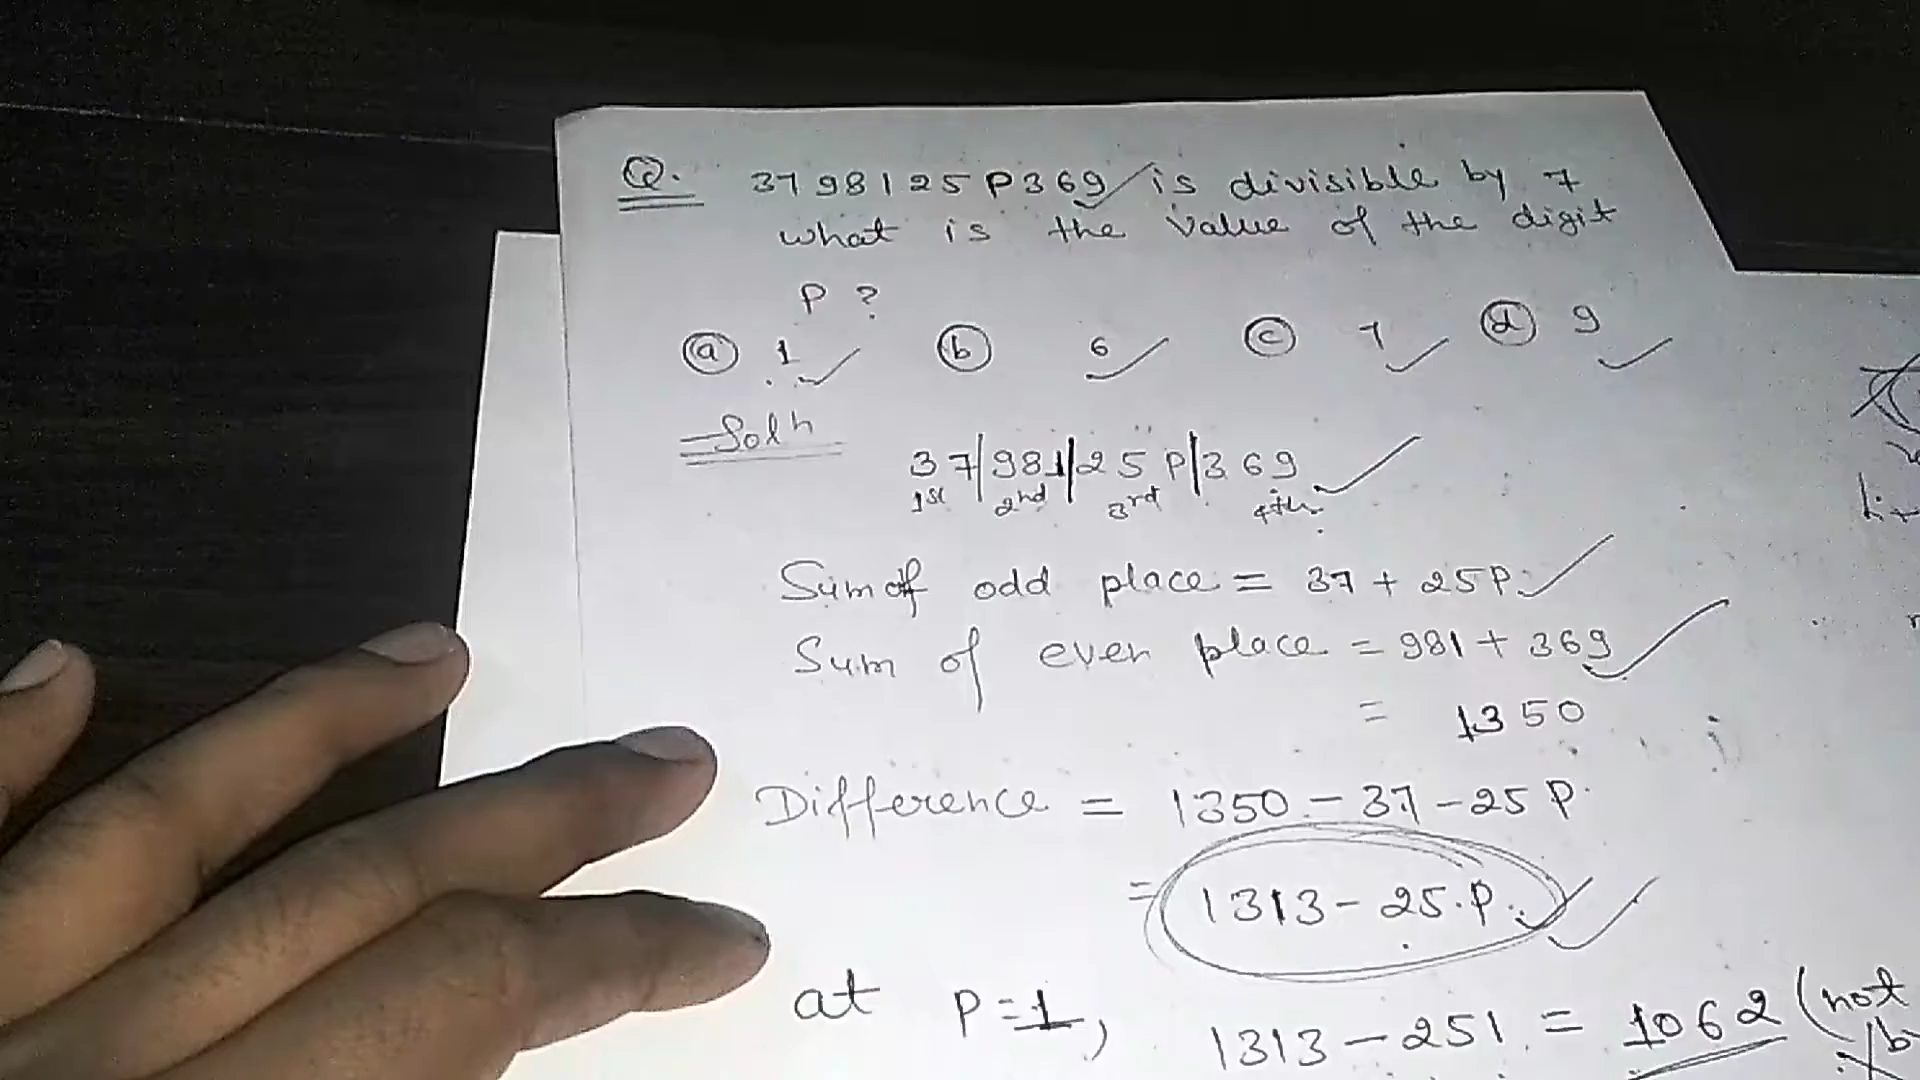 Q. 3798125P369 is divisible by 7
what is the value of the digit
P ?
(a) 1 (b) 6 (c) 7 (d) 9
Soln
37|981|25P|369
1st 2nd 3rd 4th
Sum of odd place = 37 + 25P
Sum of even place = 981 + 369
= 1350
Difference = 1350 - 37 - 25P
= 1313 - 25P
at P=1, 1313 - 251 = 1062 (not